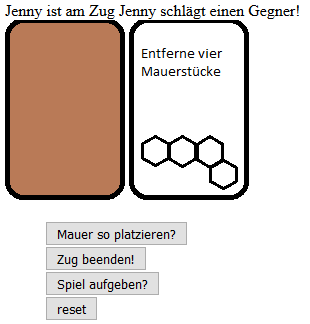 Jenny ist am Zug Jenny schlägt einen Gegner!
Entferne vier
Mauerstücke
Mauer so platzieren?
Zug beenden!
Spiel aufgeben?
reset